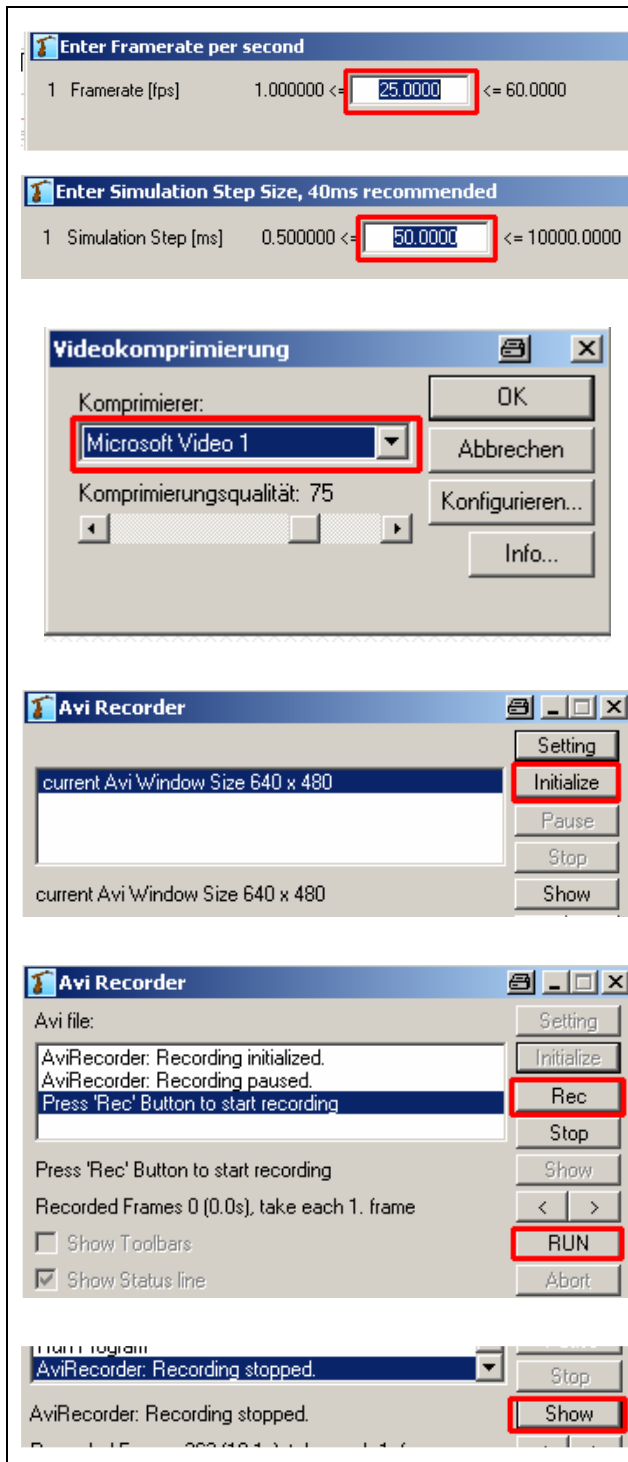 Enter Framerate per second
1 Framerate [fps] 1.000000 <= 25.0000 <= 60.0000
Enter Simulation Step Size, 40ms recommended
1 Simulation Step [ms] 0.500000 <= 50.0000 <= 10000.0000
Videokomprimierung
Komprimierer:
OK
Microsoft Video 1
Abbrechen
Komprimierungsqualität: 75
Konfigurieren...
Info...
Avi Recorder
Setting
current Avi Window Size 640 x 480
Initialize
Pause
Stop
current Avi Window Size 640 x 480
Show
Avi Recorder
Avi file:
Setting
AviRecorder: Recording initialized.
Initialize
AviRecorder: Recording paused.
Press 'Rec' Button to start recording
Rec
Stop
Press 'Rec' Button to start recording
Show
Recorded Frames 0 (0.0s), take each 1. frame
< >
Show Toolbars
RUN
Show Status line
Abort
Run Program
AviRecorder: Recording stopped.
Stop
AviRecorder: Recording stopped.
Show